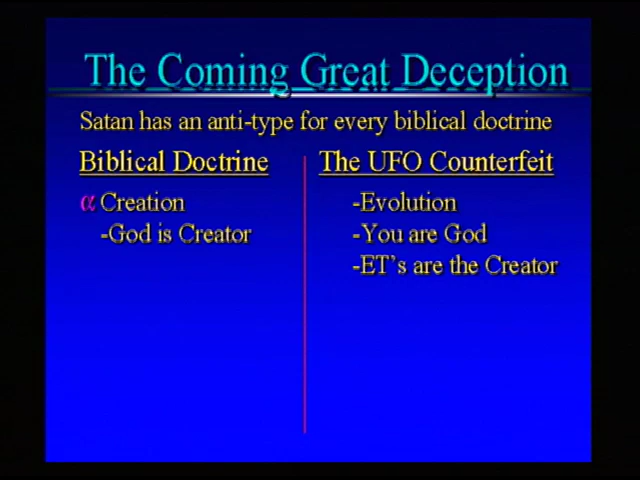 The Coming Great Deception
Satan has an anti-type for every biblical doctrine
Biblical Doctrine
α Creation
-God is Creator
The UFO Counterfeit
-Evolution
-You are God
-ET's are the Creator